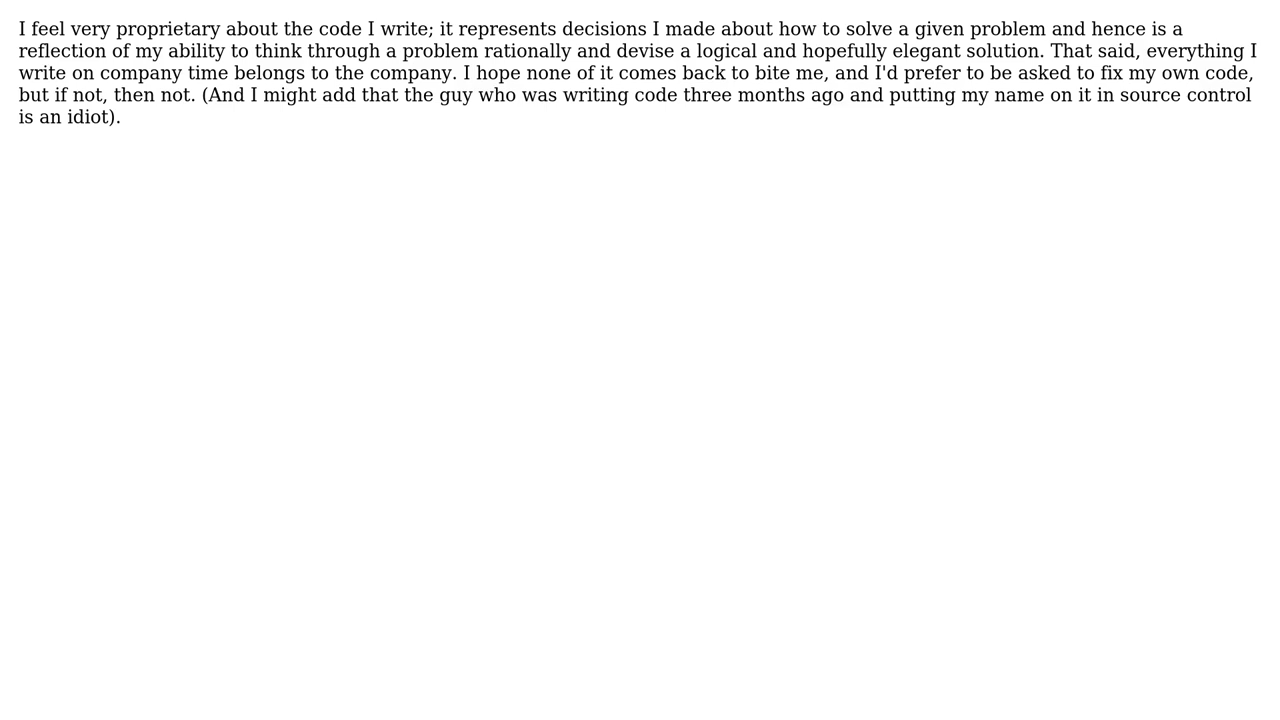 I feel very proprietary about the code I write; it represents decisions I made about how to solve a given problem and hence is a
reflection of my ability to think through a problem rationally and devise a logical and hopefully elegant solution. That said, everything I
write on company time belongs to the company. I hope none of it comes back to bite me, and I'd prefer to be asked to fix my own code,
but if not, then not. (And I might add that the guy who was writing code three months ago and putting my name on it in source control
is an idiot).